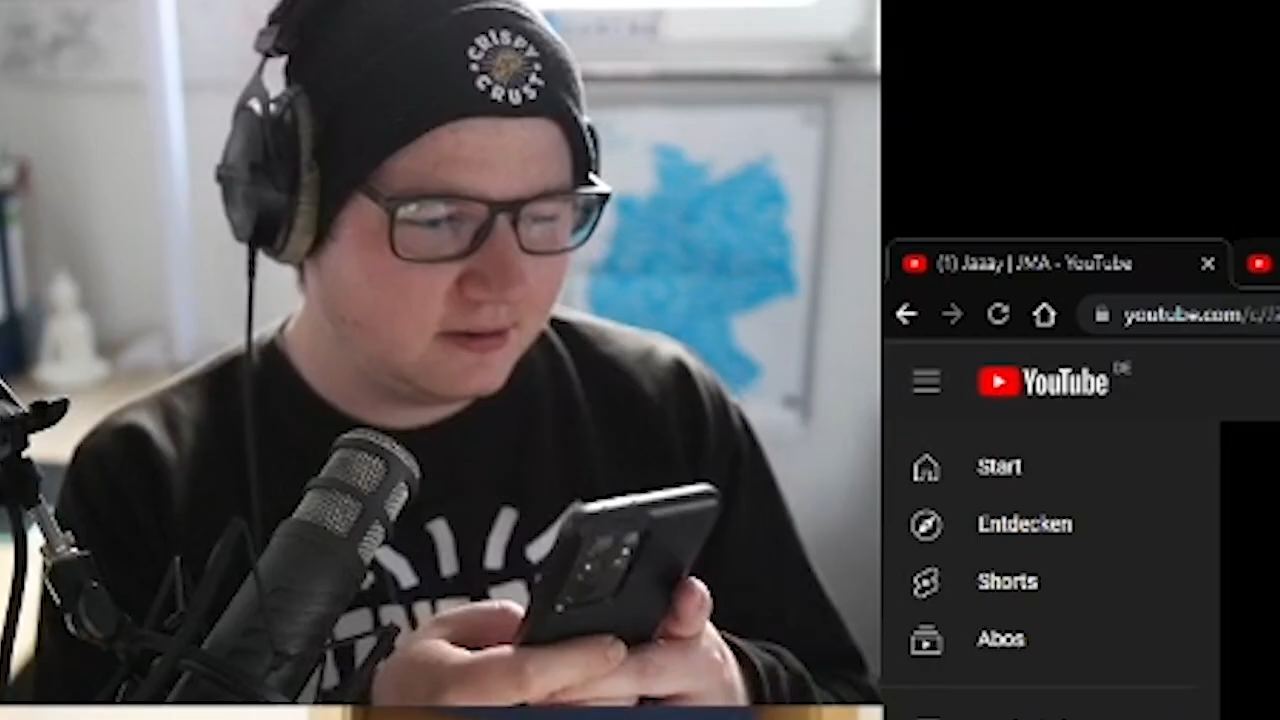 CRISPY
CRUST
(1) Jaaay | JMA - YouTube
youtube.com/c/
YouTube DE
Start
Entdecken
Shorts
Abos